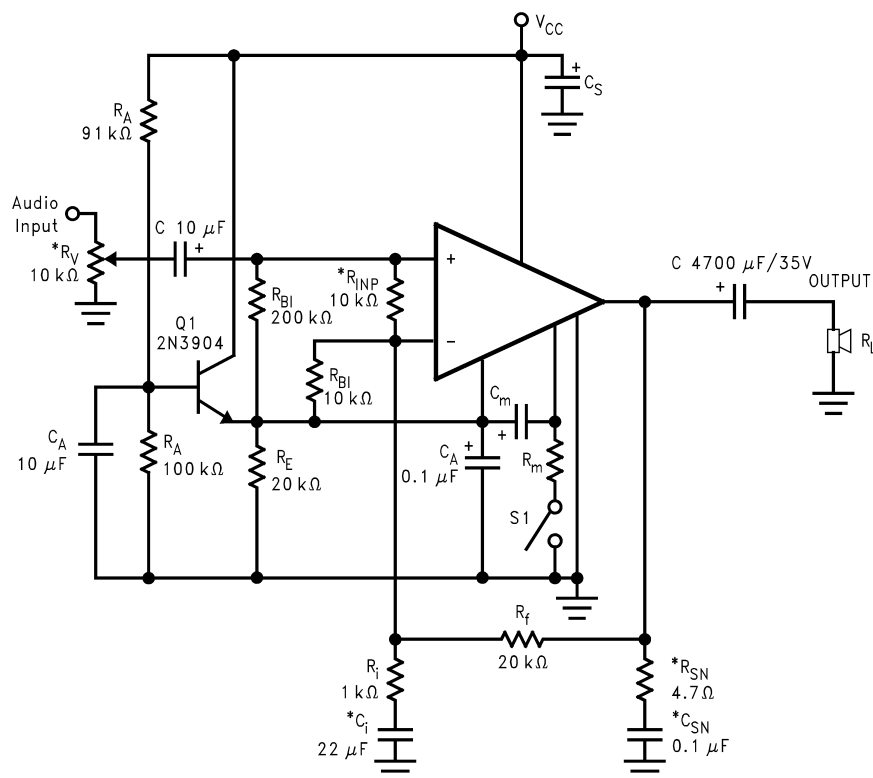 V_CC
+
C_S
R_A
91 kΩ
Audio
Input
*R_V
10 kΩ
C 10 μF
+
R_BI
200 kΩ
*R_INP
10 kΩ
+
−
C 4700 μF/35V
+
OUTPUT
R_L
Q1
2N3904
R_BI
10 kΩ
C_A
10 μF
R_A
100 kΩ
R_E
20 kΩ
C_m
+
C_A
+
0.1 μF
R_m
S1
R_f
20 kΩ
R_i
1 kΩ
*C_i
22 μF
*R_SN
4.7Ω
*C_SN
0.1 μF